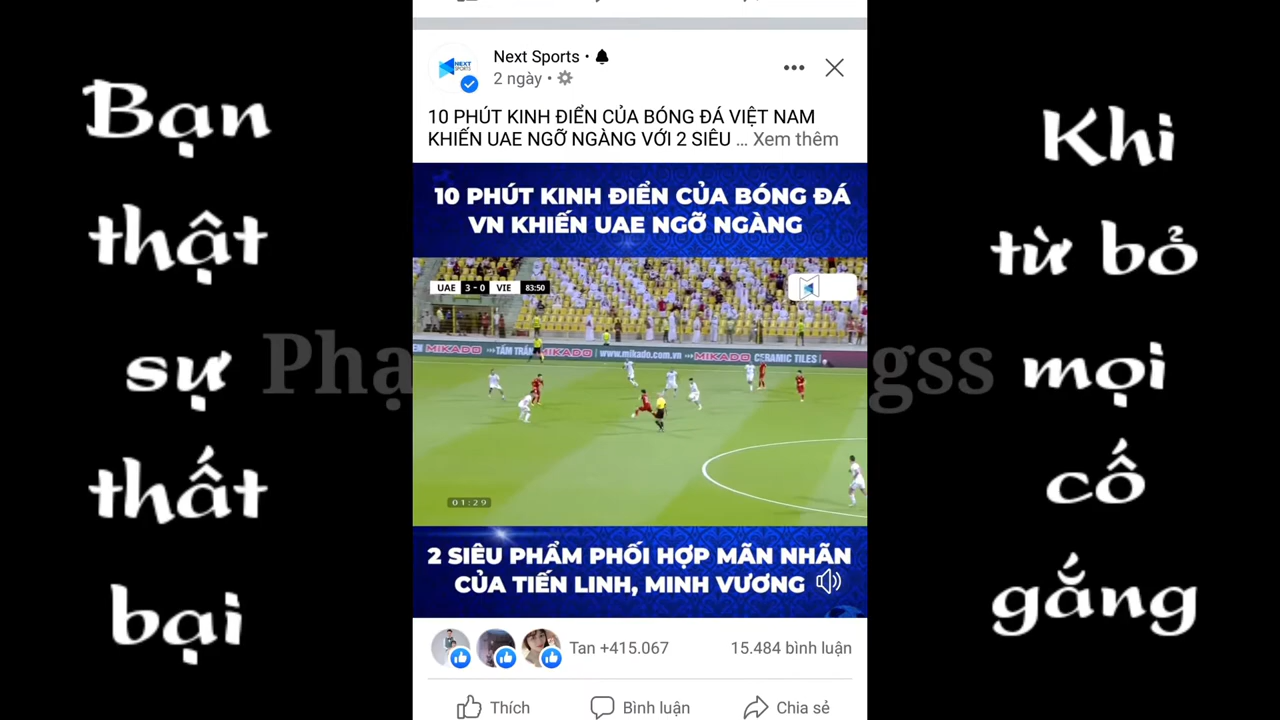 Bạn
thật
sự
thất
bại
Next Sports
NEXT
SPORTS
2 ngày
10 PHÚT KINH ĐIỂN CỦA BÓNG ĐÁ VIỆT NAM
KHIẾN UAE NGỠ NGÀNG VỚI 2 SIÊU ... Xem thêm
10 PHÚT KINH ĐIỂN CỦA BÓNG ĐÁ
VN KHIẾN UAE NGỠ NGÀNG
UAE 3 - 0 VIE 83:50
MIKADO TẤM TRẦN MIKADO www.mikado.com.vn MIKADO CERAMIC TILES
01:29
2 SIÊU PHẨM PHỐI HỢP MÃN NHÃN
CỦA TIẾN LINH, MINH VƯƠNG
Tan +415.067 15.484 bình luận
Thích Bình luận Chia sẻ
Khi
từ bỏ
mọi
cố
gắng